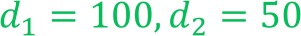 d₁ = 100, d₂ = 50